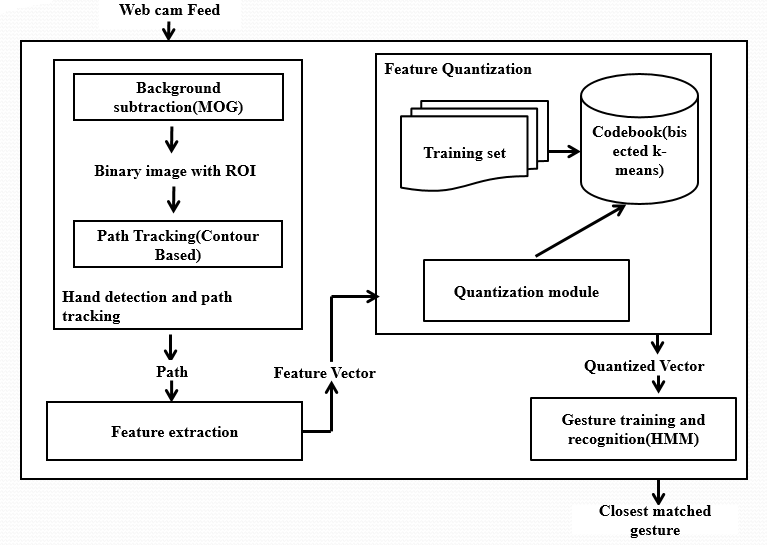 Web cam Feed
Background
subtraction(MOG)
Binary image with ROI
Path Tracking(Contour
Based)
Hand detection and path
tracking
Path
Feature extraction
Feature Vector
Feature Quantization
Training set
Codebook(bis
ected k-
means)
Quantization module
Quantized Vector
Gesture training and
recognition(HMM)
Closest matched
gesture